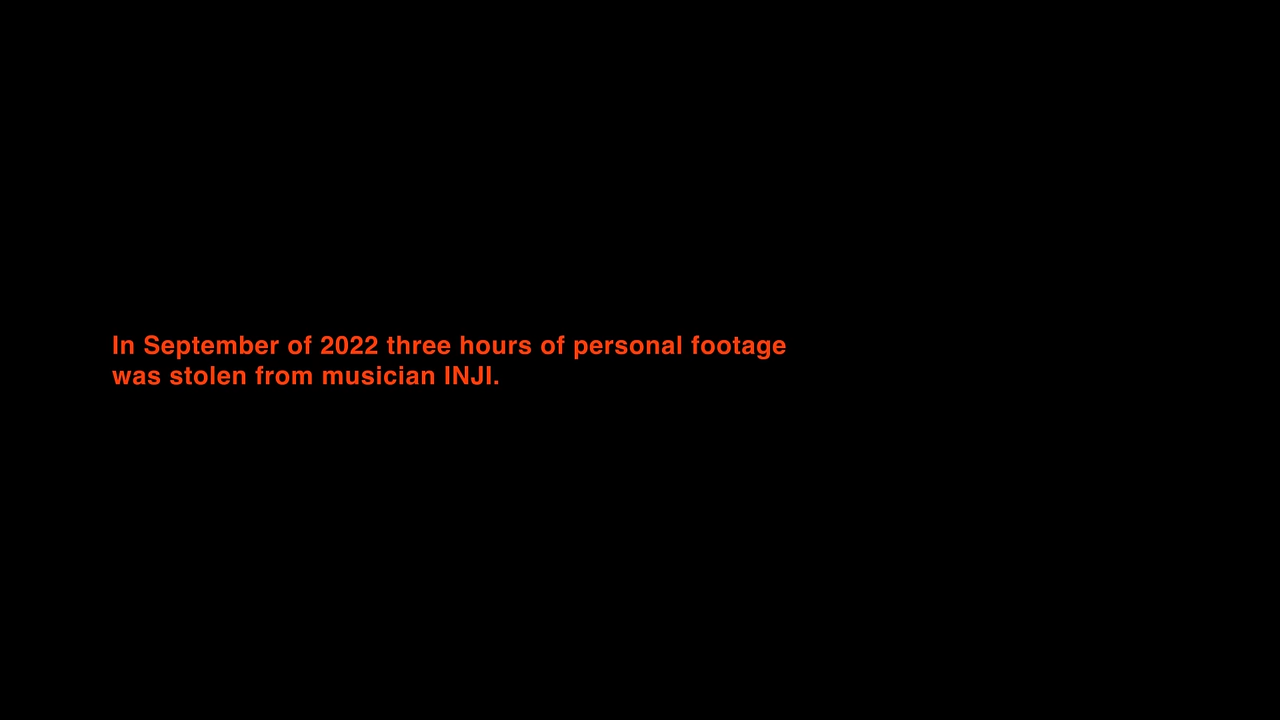 In September of 2022 three hours of personal footage
was stolen from musician INJI.